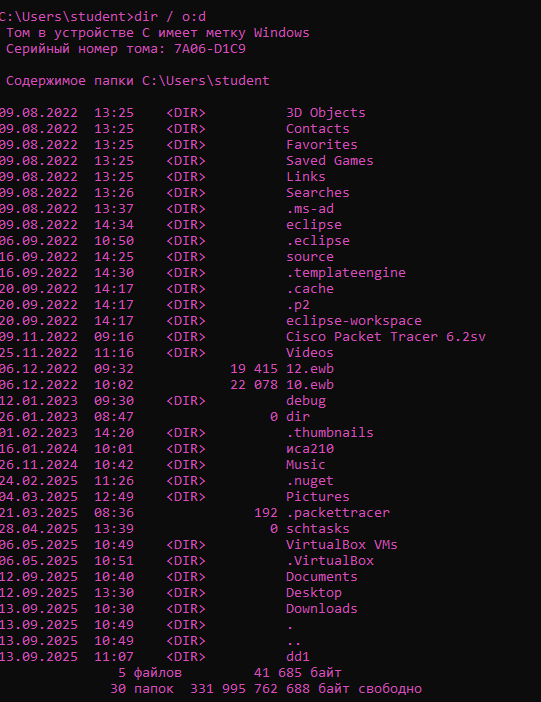 C:\Users\student>dir / o:d
Том в устройстве C имеет метку Windows
Серийный номер тома: 7A06-D1C9
Содержимое папки C:\Users\student
09.08.2022 13:25 <DIR> 3D Objects
09.08.2022 13:25 <DIR> Contacts
09.08.2022 13:25 <DIR> Favorites
09.08.2022 13:25 <DIR> Saved Games
09.08.2022 13:25 <DIR> Links
09.08.2022 13:26 <DIR> Searches
09.08.2022 13:37 <DIR> .ms-ad
09.08.2022 14:34 <DIR> eclipse
06.09.2022 10:50 <DIR> .eclipse
16.09.2022 14:25 <DIR> source
16.09.2022 14:30 <DIR> .templateengine
20.09.2022 14:17 <DIR> .cache
20.09.2022 14:17 <DIR> .p2
20.09.2022 14:17 <DIR> eclipse-workspace
09.11.2022 09:16 <DIR> Cisco Packet Tracer 6.2sv
25.11.2022 11:16 <DIR> Videos
06.12.2022 09:32 19 415 12.ewb
06.12.2022 10:02 22 078 10.ewb
12.01.2023 09:30 <DIR> debug
26.01.2023 08:47 0 dir
01.02.2023 14:20 <DIR> .thumbnails
16.01.2024 10:01 <DIR> иса210
26.11.2024 10:42 <DIR> Music
24.02.2025 11:26 <DIR> .nuget
04.03.2025 12:49 <DIR> Pictures
21.03.2025 08:36 192 .packettracer
28.04.2025 13:39 0 schtasks
06.05.2025 10:49 <DIR> VirtualBox VMs
06.05.2025 10:51 <DIR> .VirtualBox
12.09.2025 10:40 <DIR> Documents
12.09.2025 13:30 <DIR> Desktop
13.09.2025 10:30 <DIR> Downloads
13.09.2025 10:49 <DIR> .
13.09.2025 10:49 <DIR> ..
13.09.2025 11:07 <DIR> dd1
5 файлов 41 685 байт
30 папок 331 995 762 688 байт свободно